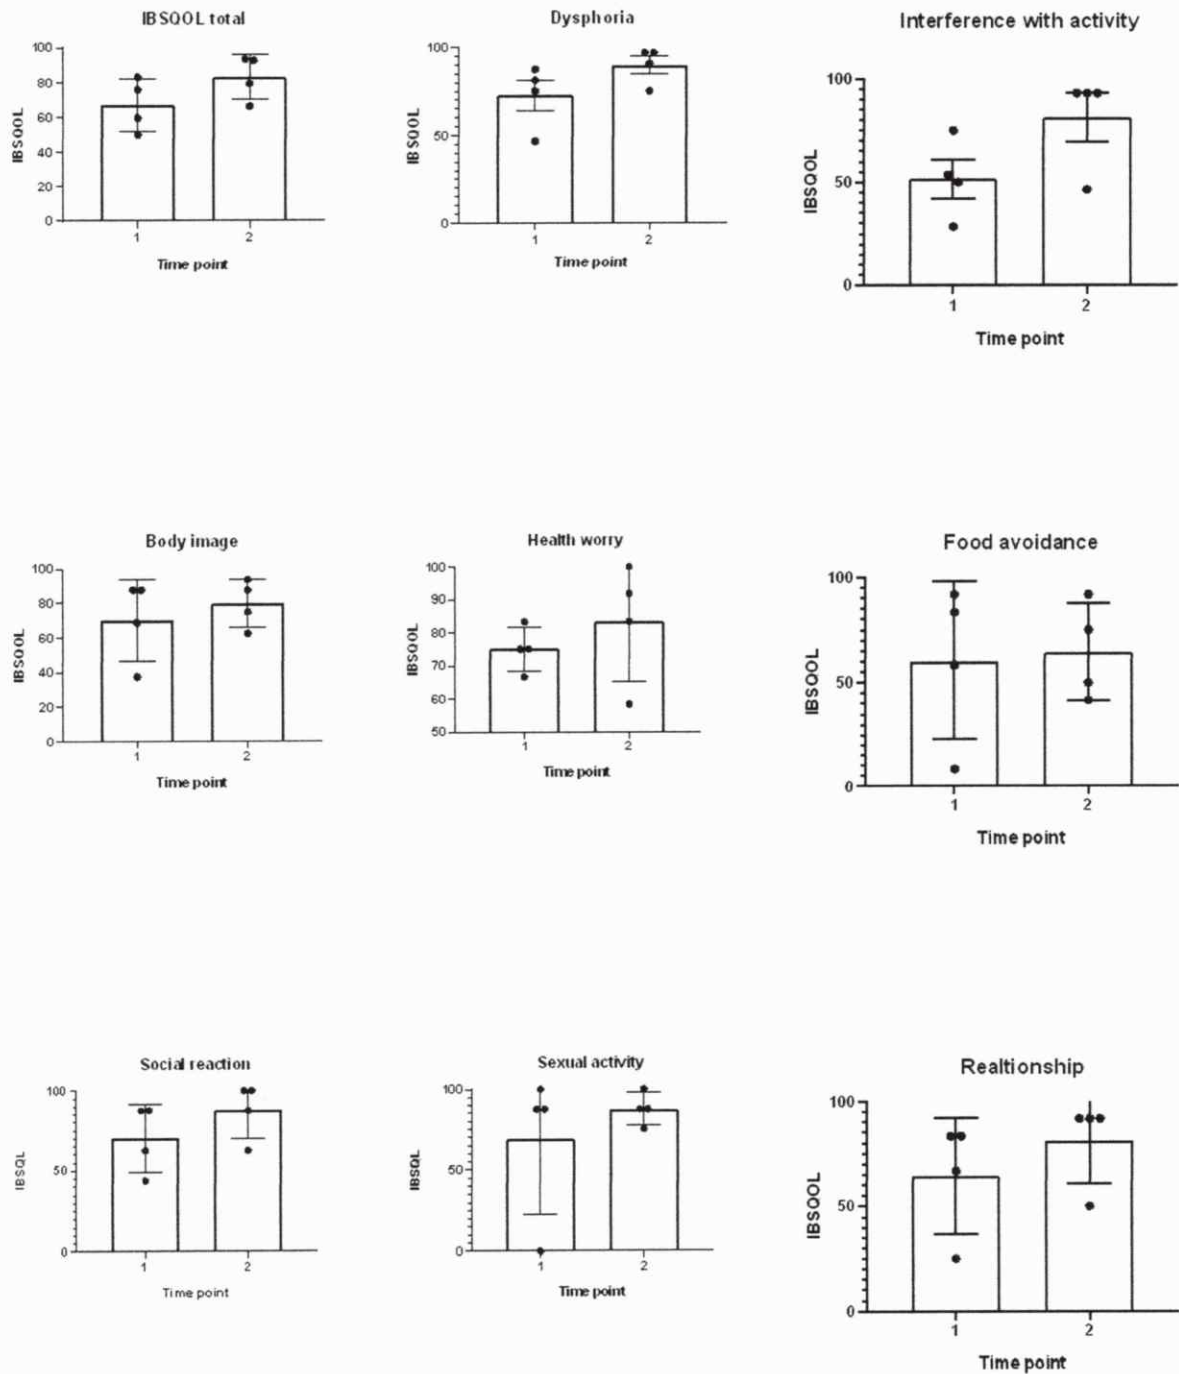 IBSQOL total
IBSQOL
100
80
60
40
20
0
1 2
Time point
Dysphoria
IBSQOL
100
50
0
1 2
Time point
Interference with activity
IBSQOL
100
50
0
1 2
Time point
Body image
IBSQOL
100
80
60
40
20
0
1 2
Time point
Health worry
IBSQOL
100
90
80
70
60
50
1 2
Time point
Food avoidance
IBSQOL
100
50
0
1 2
Time point
Social reaction
IBSQL
100
50
0
1 2
Time point
Sexual activity
IBSQOL
100
50
0
1 2
Time point
Realtionship
IBSQOL
100
50
0
1 2
Time point